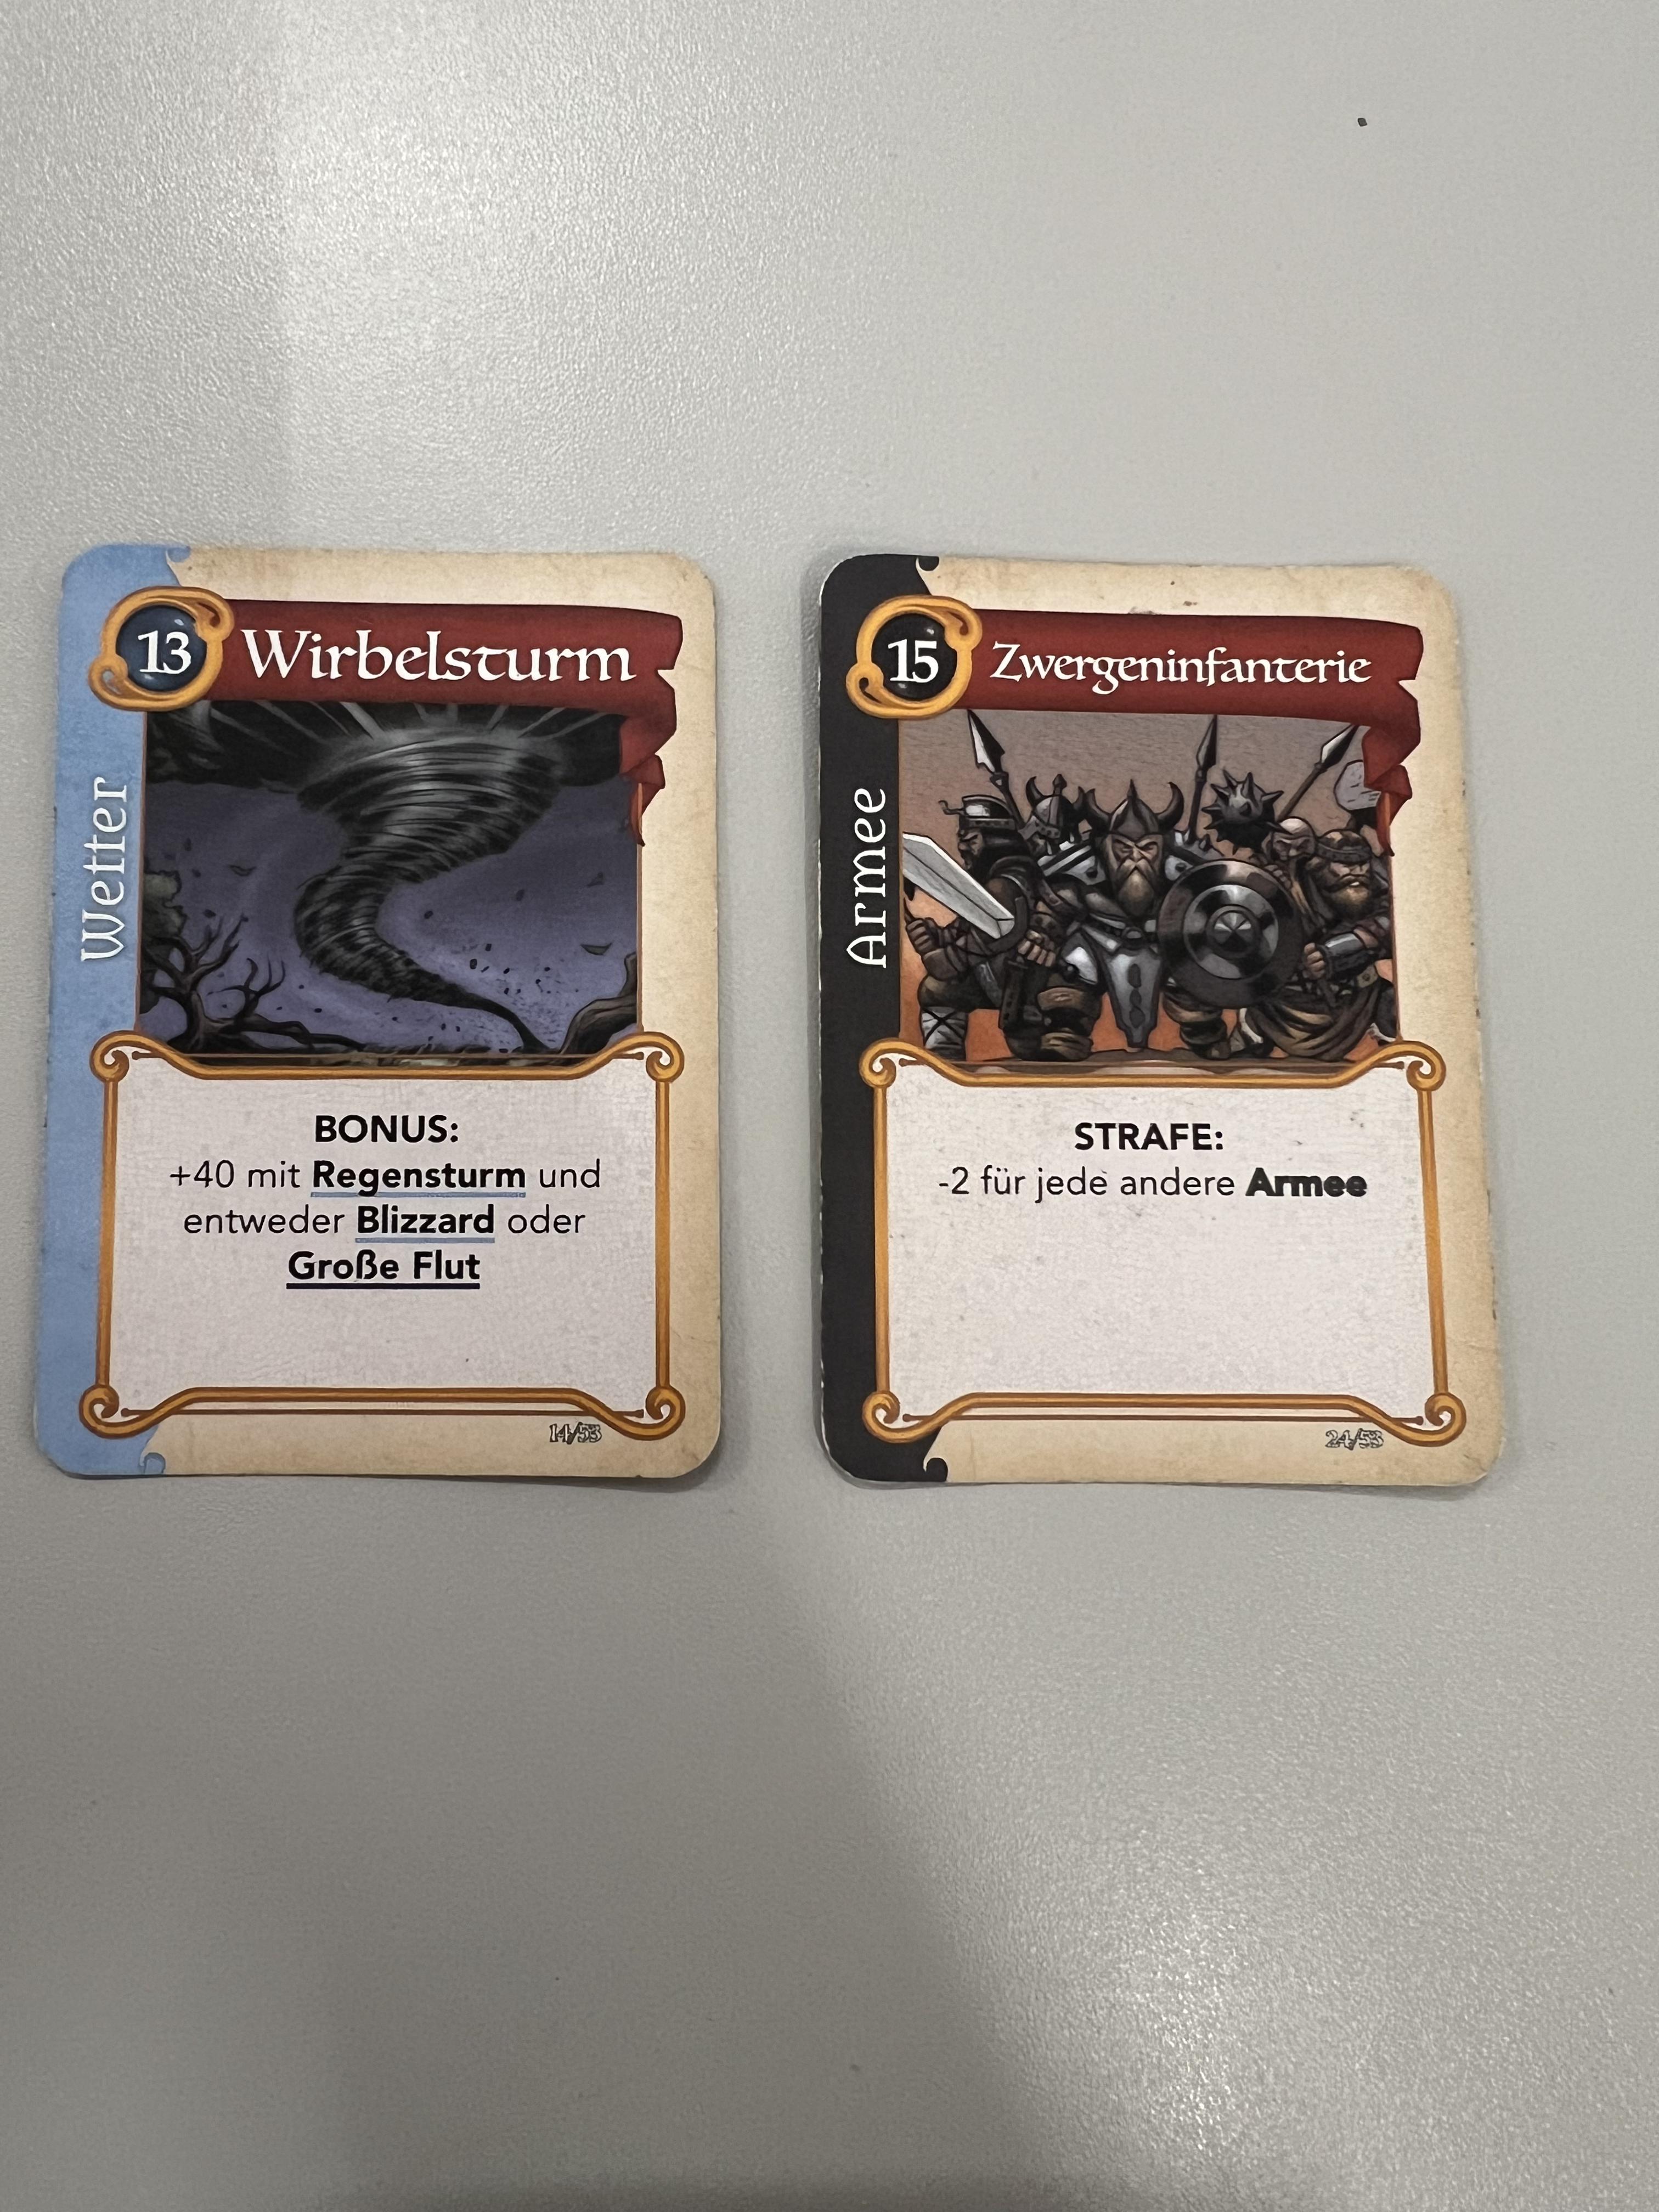 13 Wirbelsturm
Wetter
BONUS:
+40 mit Regensturm und
entweder Blizzard oder
Große Flut
14/53
15 Zwergeninfanterie
Armee
STRAFE:
-2 für jede andere Armee
24/53